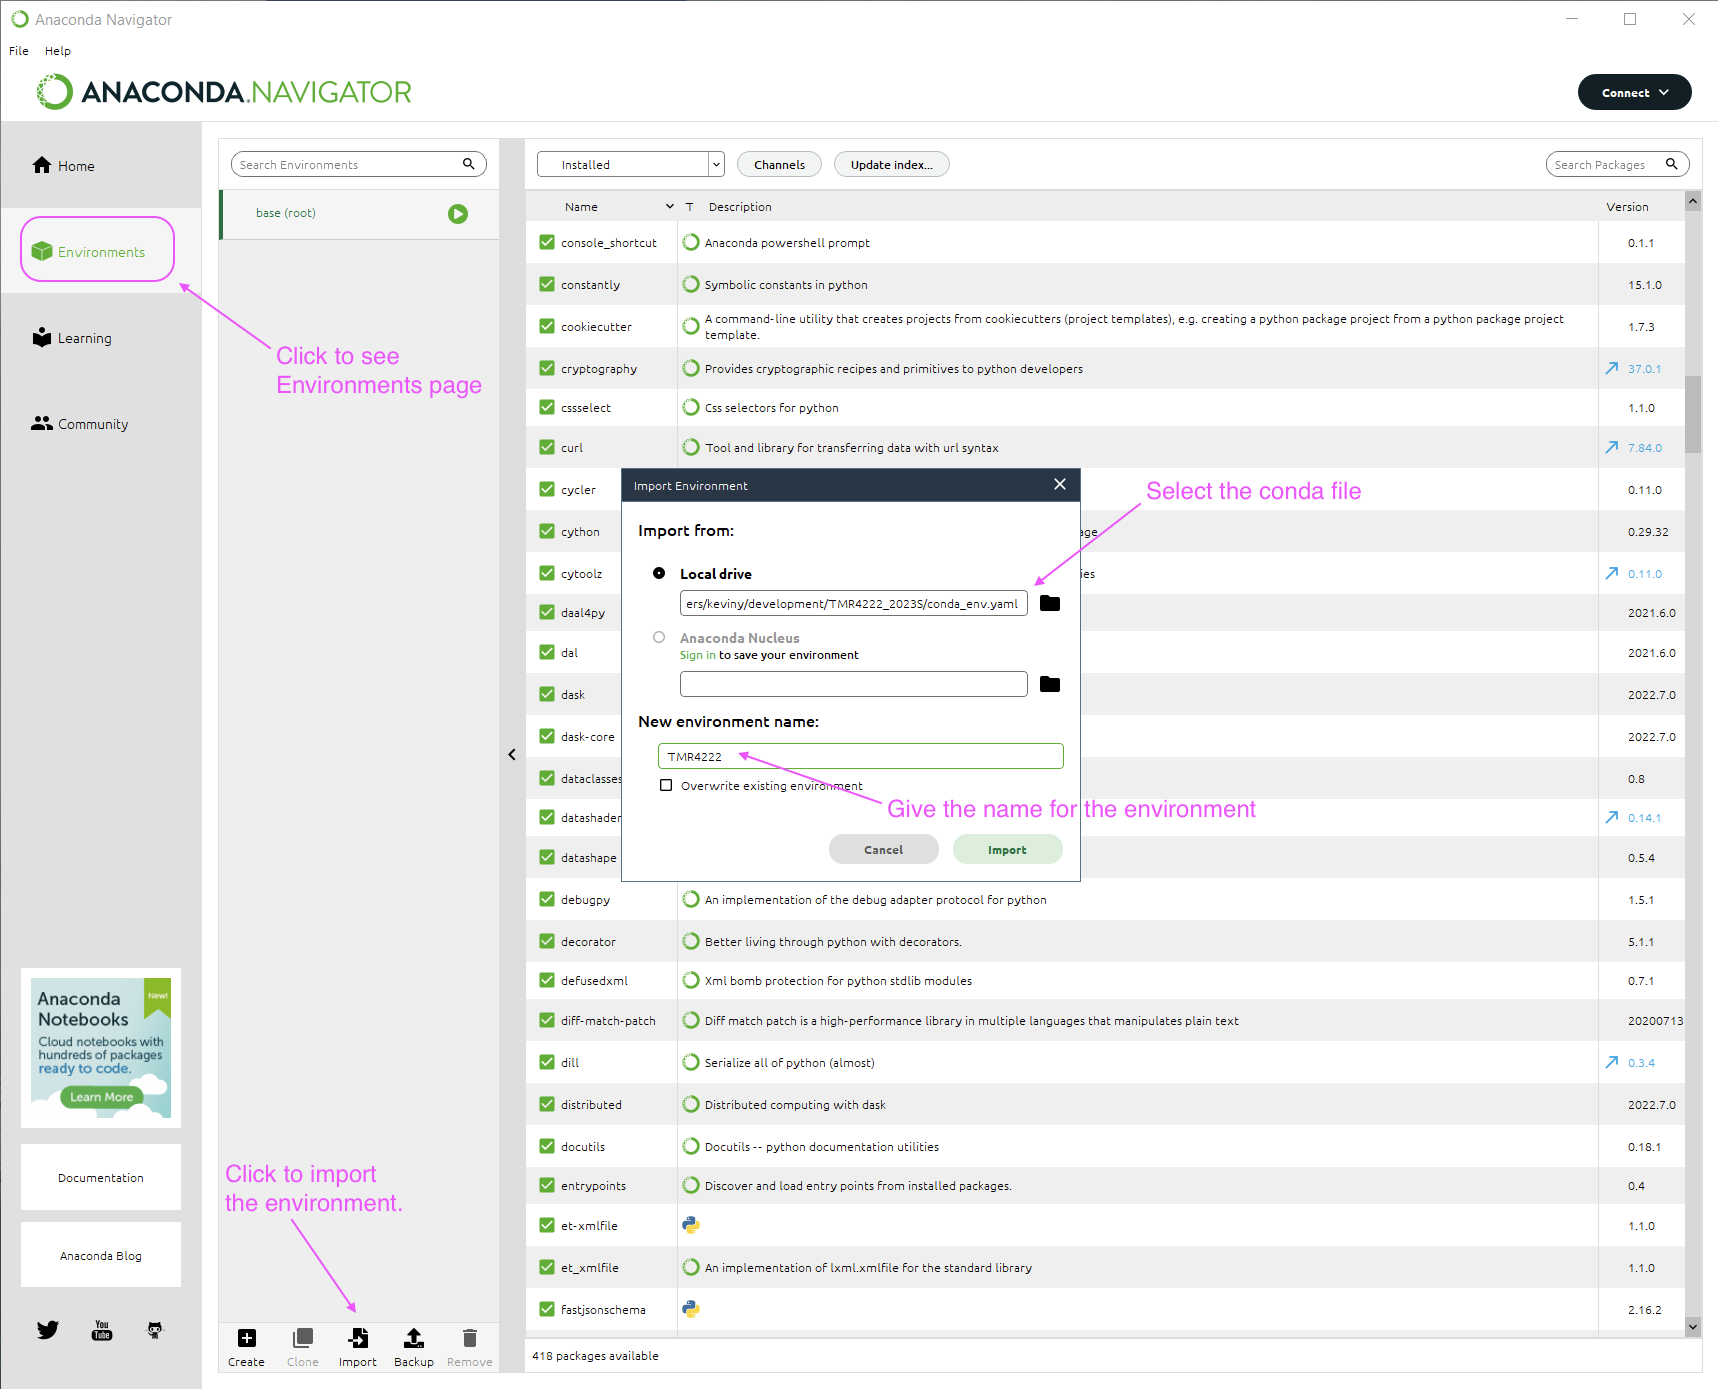 Anaconda Navigator
File Help
ANACONDA.NAVIGATOR
Connect
Home
Environments
Learning
Community
Click to see
Environments page
Search Environments
base (root)
Installed
Channels
Update index...
Search Packages
Name T Description Version
console_shortcut Anaconda powershell prompt 0.1.1
constantly Symbolic constants in python 15.1.0
cookiecutter A command-line utility that creates projects from cookiecutters (project templates), e.g. creating a python package project from a python package project
template. 1.7.3
cryptography Provides cryptographic recipes and primitives to python developers 37.0.1
cssselect Css selectors for python 1.1.0
curl Tool and library for transferring data with url syntax 7.84.0
cycler 0.11.0
cython age 0.29.32
cytoolz ies 0.11.0
daal4py 2021.6.0
dal 2021.6.0
dask 2022.7.0
dask-core 2022.7.0
dataclasses 0.8
datashader 0.14.1
datashape 0.5.4
debugpy An implementation of the debug adapter protocol for python 1.5.1
decorator Better living through python with decorators. 5.1.1
defusedxml Xml bomb protection for python stdlib modules 0.7.1
diff-match-patch Diff match patch is a high-performance library in multiple languages that manipulates plain text 20200713
dill Serialize all of python (almost) 0.3.4
distributed Distributed computing with dask 2022.7.0
docutils Docutils -- python documentation utilities 0.18.1
entrypoints Discover and load entry points from installed packages. 0.4
et-xmlfile 1.1.0
et_xmlfile An implementation of lxml.xmlfile for the standard library 1.1.0
fastjsonschema 2.16.2
418 packages available
Import Environment
Import from:
Local drive
ers/keviny/development/TMR4222_2023S/conda_env.yaml
Anaconda Nucleus
Sign in to save your environment
New environment name:
TMR4222
Overwrite existing environment
Cancel
Import
Select the conda file
Give the name for the environment
Anaconda
Notebooks
New!
Cloud notebooks with
hundreds of packages
ready to code.
Learn More
Documentation
Anaconda Blog
You
Tube
Click to import
the environment.
Create Clone Import Backup Remove